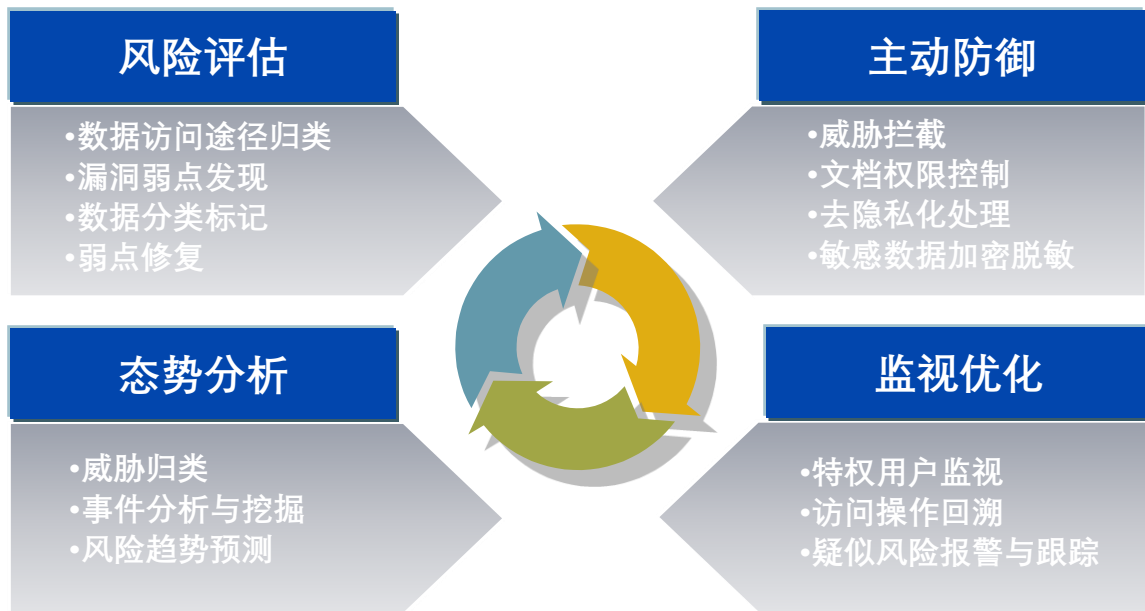 风险评估
•数据访问途径归类
•漏洞弱点发现
•数据分类标记
•弱点修复
主动防御
•威胁拦截
•文档权限控制
•去隐私化处理
•敏感数据加密脱敏
态势分析
•威胁归类
•事件分析与挖掘
•风险趋势预测
监视优化
•特权用户监视
•访问操作回溯
•疑似风险报警与跟踪